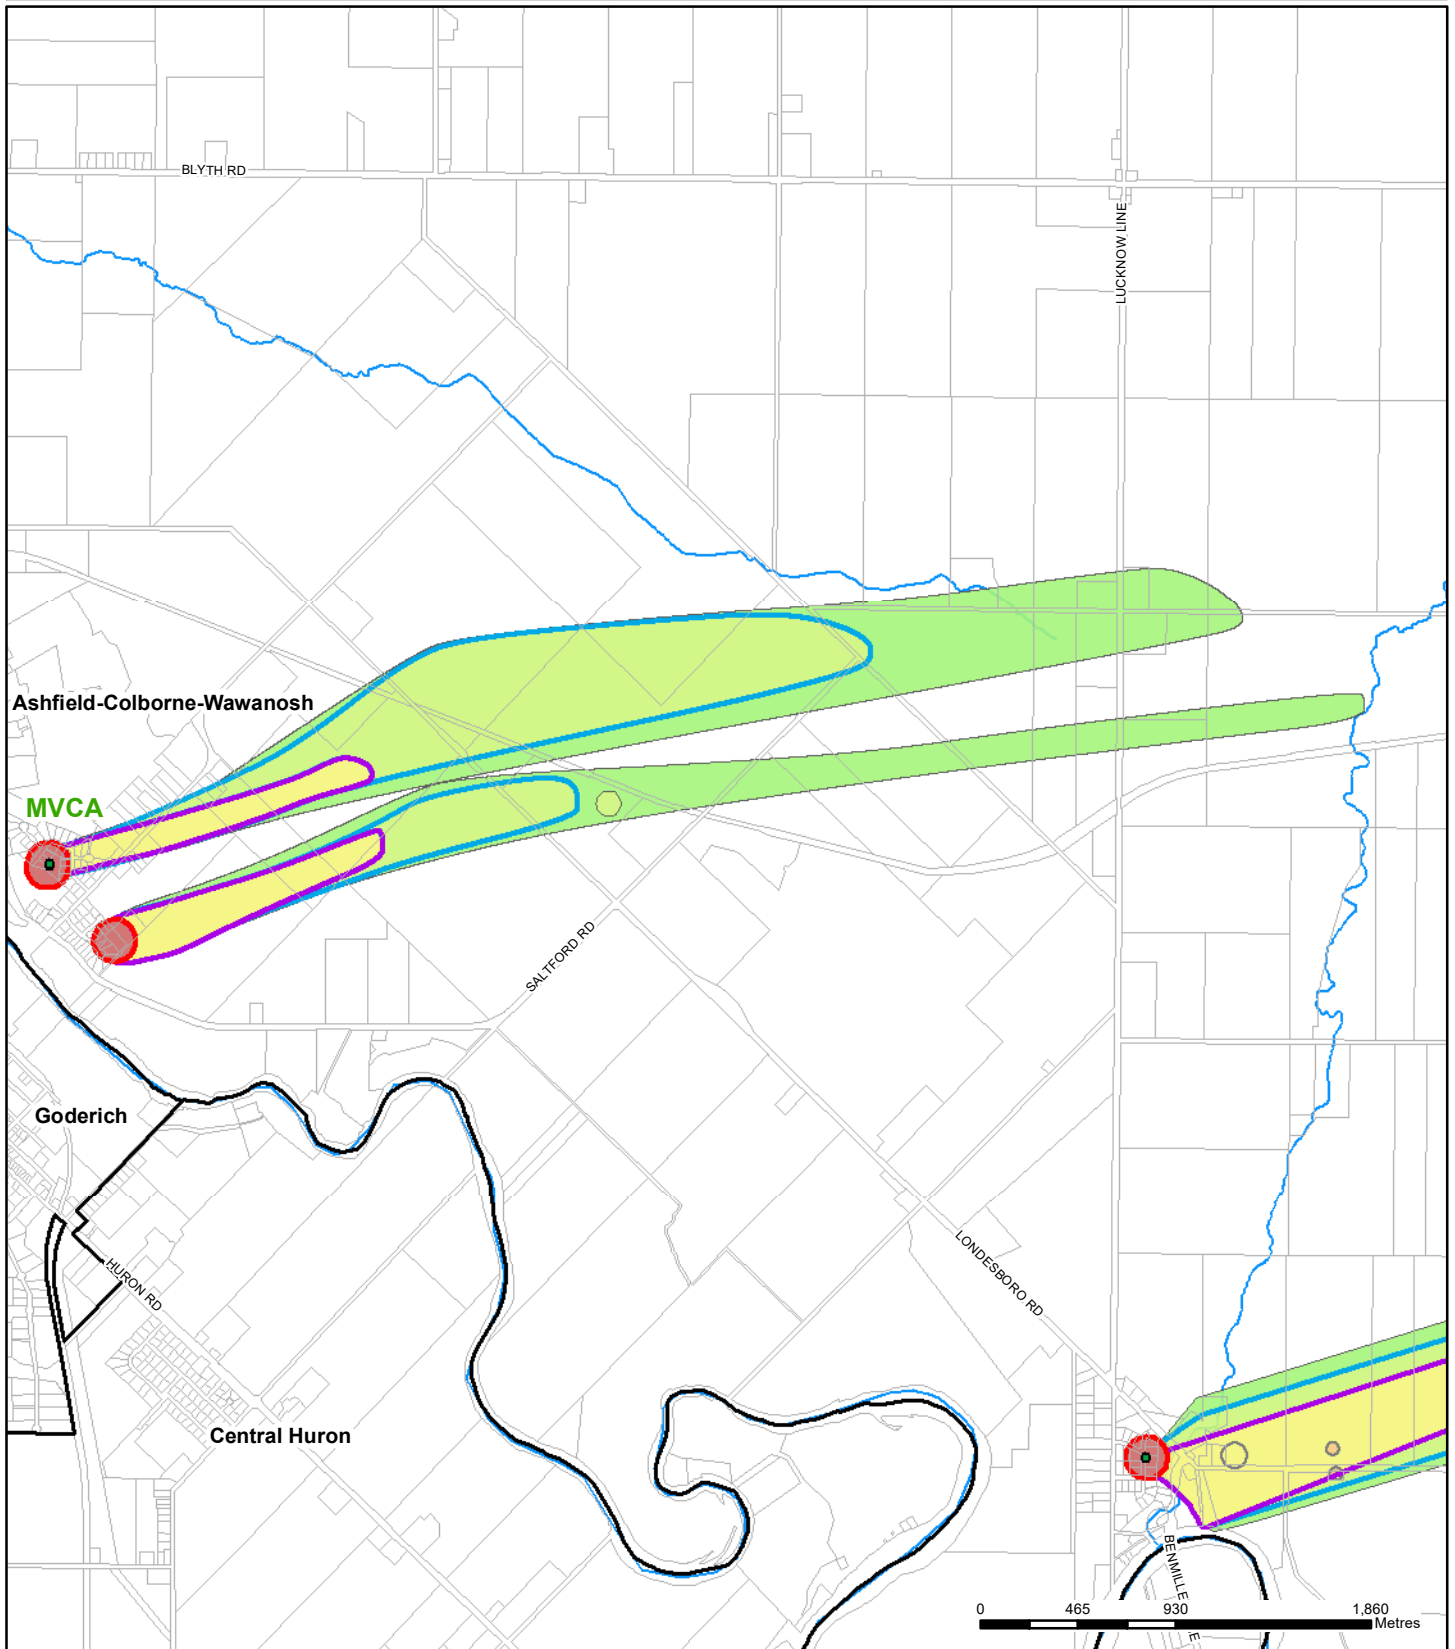 BLYTH RD
LUCKNOW LINE
Ashfield-Colborne-Wawanosh
MVCA
SALTFORD RD
Goderich
HURON RD
LONDESBORO RD
Central Huron
BENMILLE
0 465 930 1,860
Metres